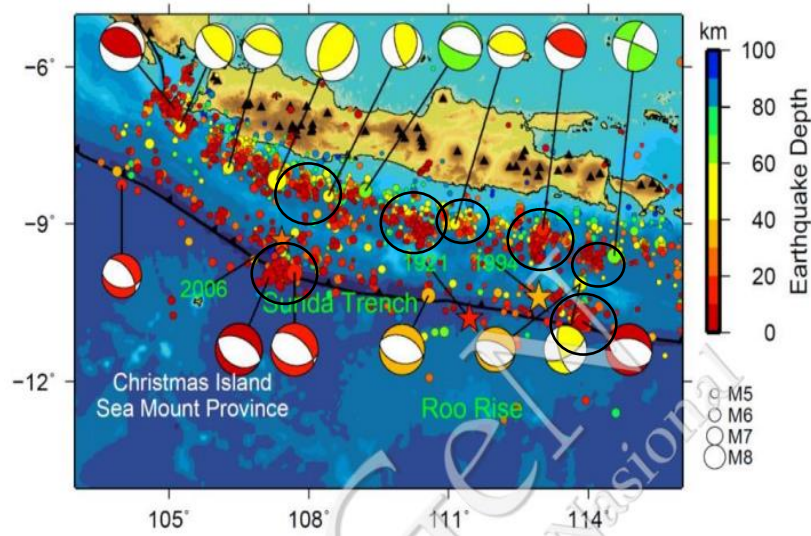 km
100
80
60
40
20
0
Earthquake Depth
−6˚
−9˚
−12˚
1921
1994
2006
Sunda Trench
Christmas Island
Sea Mount Province
Roo Rise
M5
M6
M7
M8
105˚
108˚
111˚
114˚
Nasional